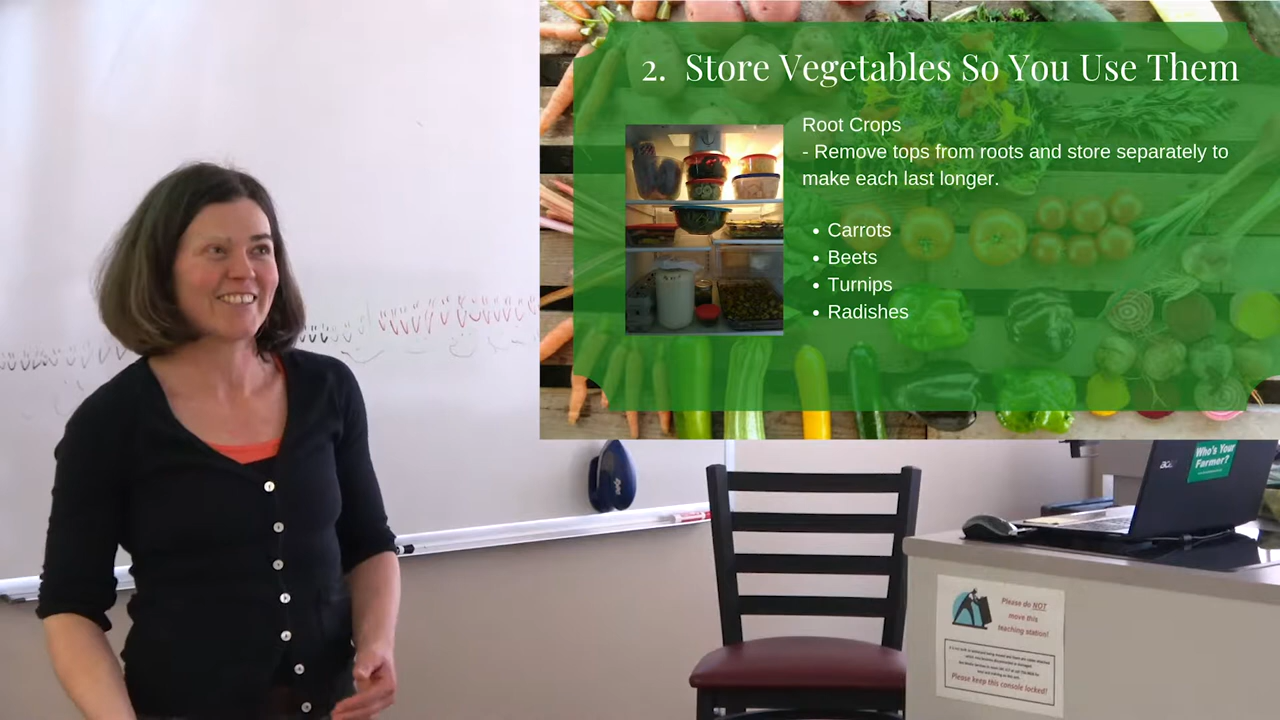 2. Store Vegetables So You Use Them
Root Crops
- Remove tops from roots and store separately to
make each last longer.
• Carrots
• Beets
• Turnips
• Radishes
Who's Your
Farmer?
acer
Please do NOT
move this
teaching station!
Please keep this console locked!